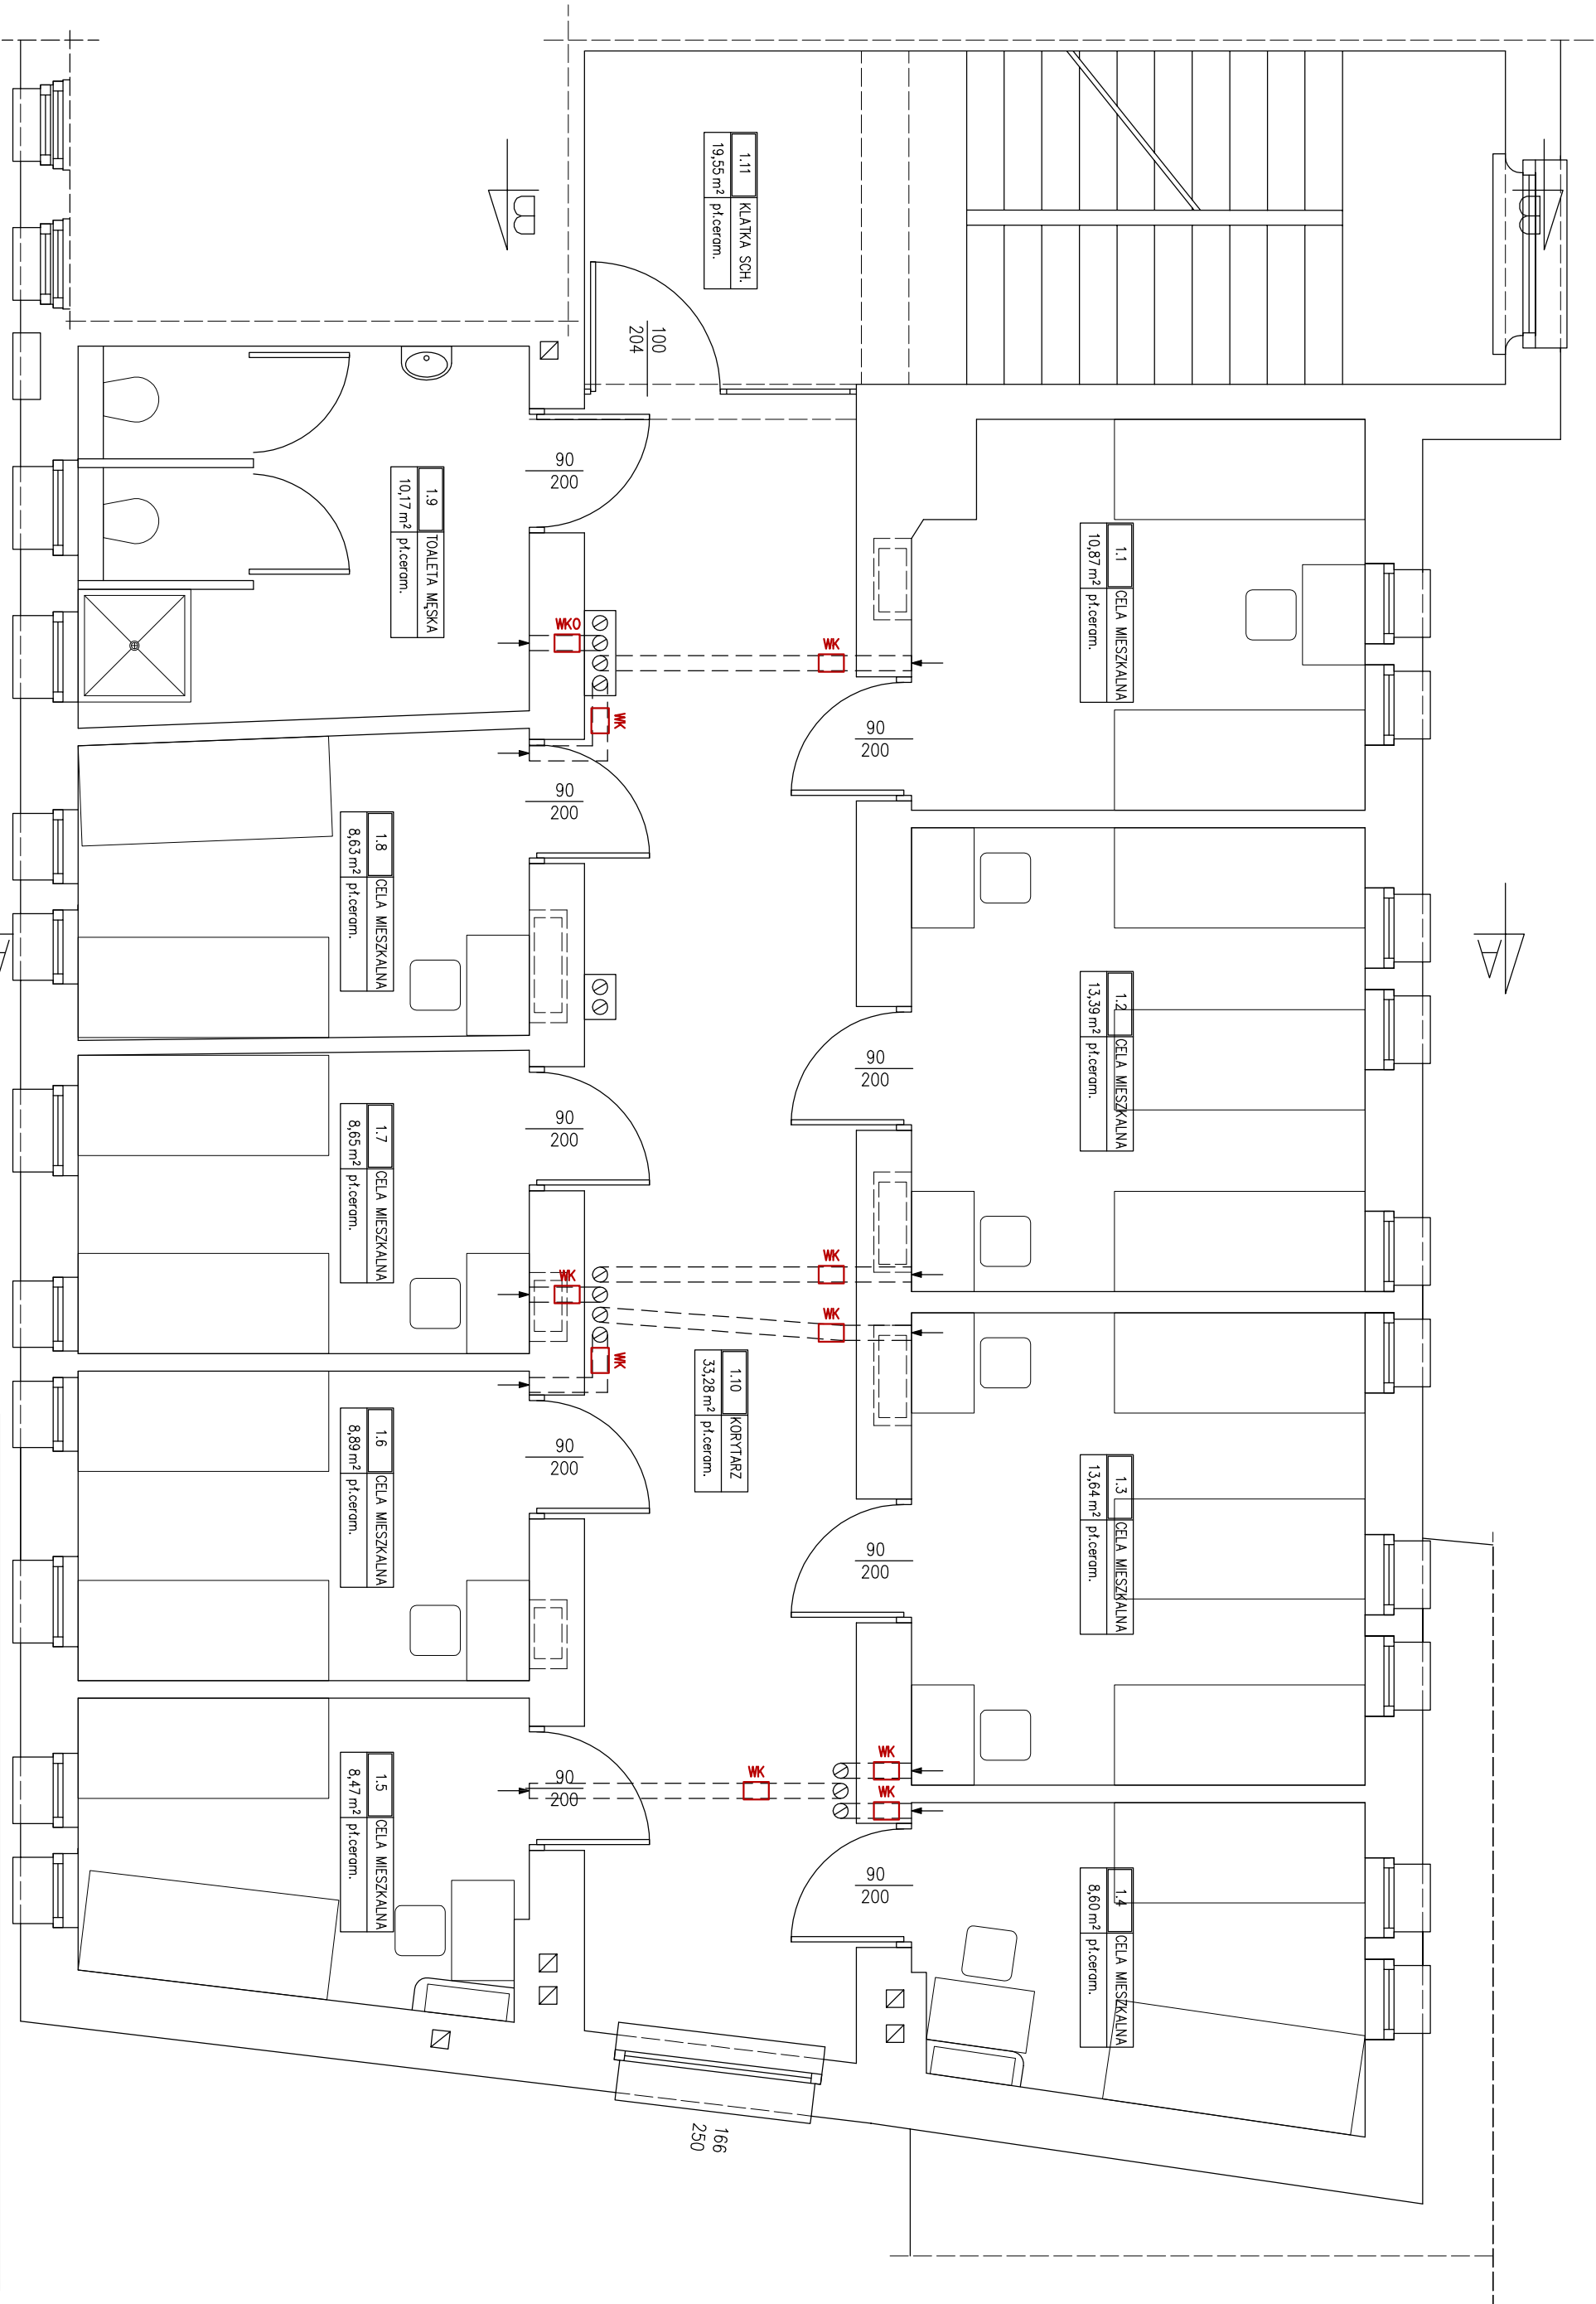 B
B
1.11 KLATKA SCH.
19,55 m² pł.ceram.
100
204
90
200
1.9 TOALETA MĘSKA
10,17 m² pł.ceram.
1.1 CELA MIESZKALNA
10,87 m² pł.ceram.
WKO
WK
WK
90
200
90
200
1.8 CELA MIESZKALNA
8,63 m² pł.ceram.
A
A
1.2 CELA MIESZKALNA
13,39 m² pł.ceram.
90
200
90
200
1.7 CELA MIESZKALNA
8,65 m² pł.ceram.
WK
WK
WK
WK
1.10 KORYTARZ
33,28 m² pł.ceram.
1.6 CELA MIESZKALNA
8,89 m² pł.ceram.
90
200
1.3 CELA MIESZKALNA
13,64 m² pł.ceram.
90
200
WK
WK
WK
90
200
1.5 CELA MIESZKALNA
8,47 m² pł.ceram.
90
200
1.4 CELA MIESZKALNA
8,60 m² pł.ceram.
166
250